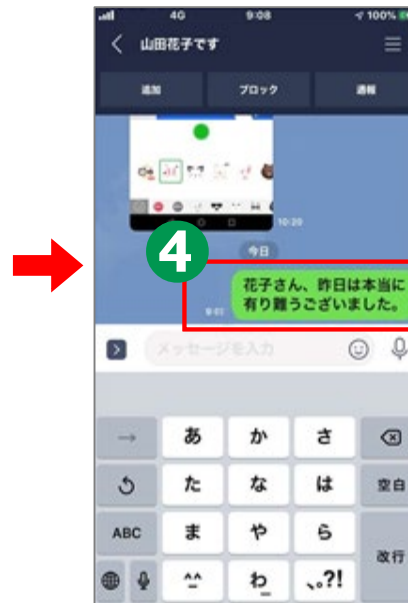 4G 9:08 100%
山田花子です
追加 ブロック 通報
10:20
4
今日
花子さん、昨日は本当に
有り難うございました。
メッセージを入力
→ あ か さ
た な は 空白
ABC ま や ら
改行
^^ わ_ 、。?!